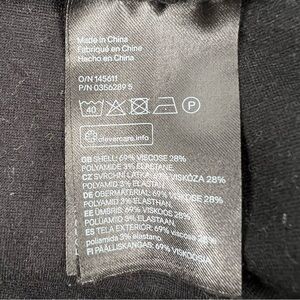 Made in China
Fabriqué en Chine
Hecho en China
O/N 145611
P/N 0356289 5
40
P
clevercare.info
GB SHELL: 69% VISCOSE 28%
POLYAMIDE 3% ELASTANE
CZ SVRCHNÍ LÁTKA: 69% VISKÓZA 28%
POLYAMID 3% ELASTAN
DE OBERMATERIAL: 69% VISKOSE 28%
POLYAMID 3% ELASTHAN
EE ÜMBRIS: 69% VISKOOS 28%
POLÜAMIID 3% ELASTAAN
ES TELA EXTERIOR: 69% viscosa 28%
poliamida 3% elastano
FI PÄÄLLISKANGAS: 69% VISKOOSIA